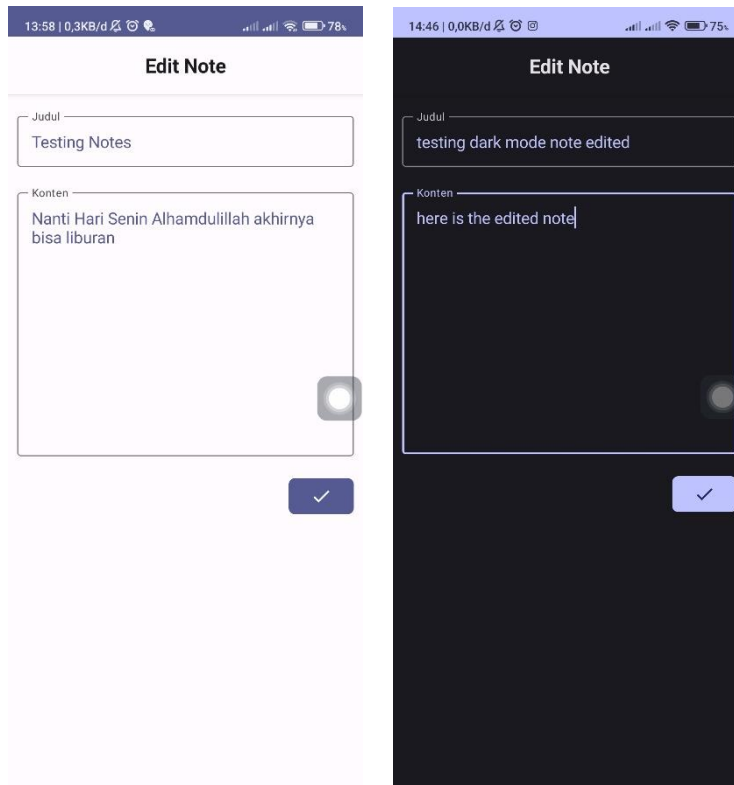 13:58 | 0,3KB/d
78%
Edit Note
Judul
Testing Notes
Konten
Nanti Hari Senin Alhamdulillah akhirnya
bisa liburan
14:46 | 0,0KB/d
75%
Edit Note
Judul
testing dark mode note edited
Konten
here is the edited note